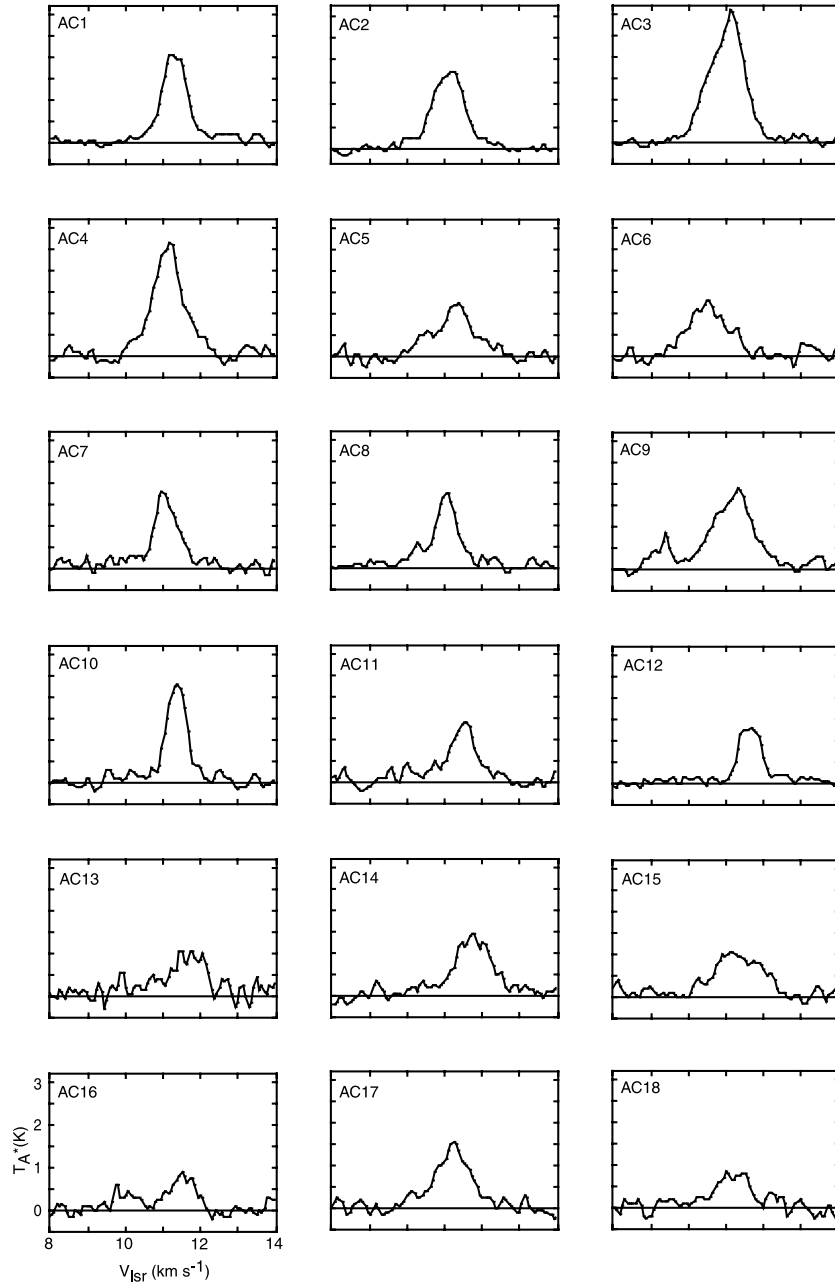 AC1
AC2
AC3
AC4
AC5
AC6
AC7
AC8
AC9
AC10
AC11
AC12
AC13
AC14
AC15
AC16
AC17
AC18
3
2
1
0
T_A*(K)
8 10 12 14
V_lsr (km s⁻¹)